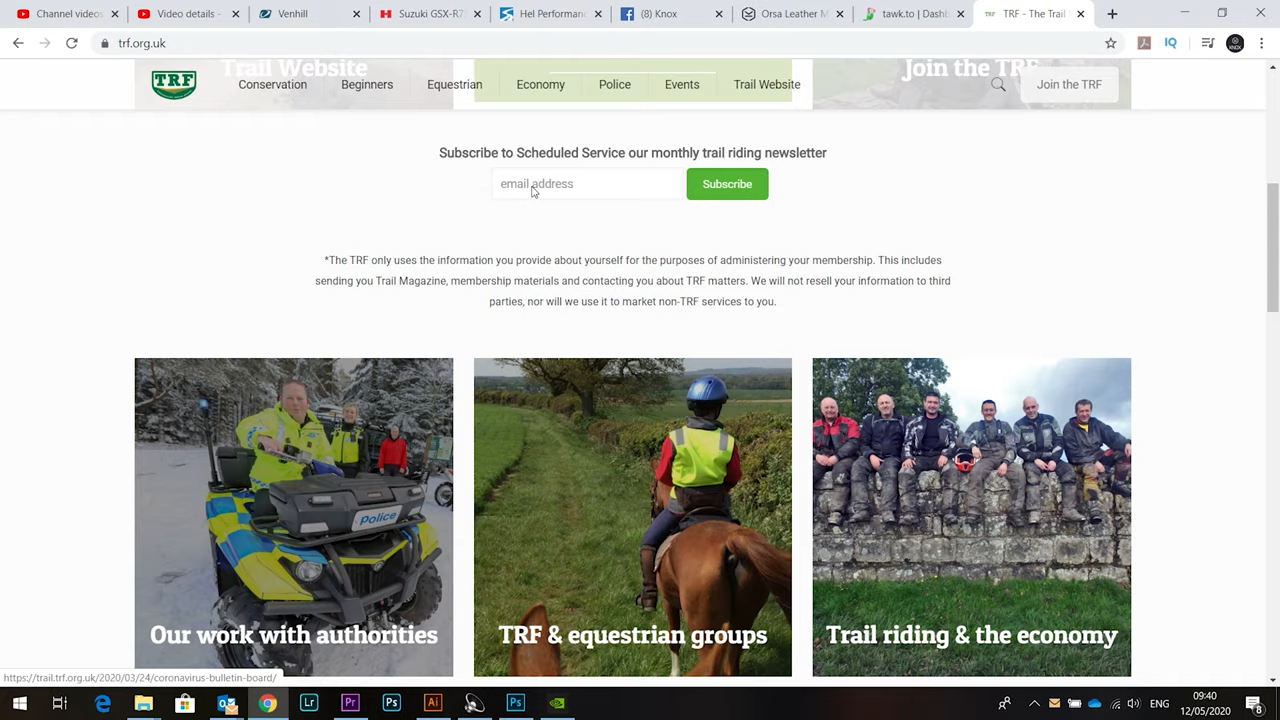 Channel videos
Video details -
Venhill
Suzuki GSX-R7
Hel Performanc
(8) Knox
Orsa Leather M
tawk.to | Dashb
TRF - The Trail
trf.org.uk
Trail Website
Join the TRF
TRF
Conservation
Beginners
Equestrian
Economy
Police
Events
Trail Website
Join the TRF
Subscribe to Scheduled Service our monthly trail riding newsletter
email address
Subscribe
*The TRF only uses the information you provide about yourself for the purposes of administering your membership. This includes
sending you Trail Magazine, membership materials and contacting you about TRF matters. We will not resell your information to third
parties, nor will we use it to market non-TRF services to you.
Police
Our work with authorities
TRF & equestrian groups
Trail riding & the economy
https://trail.trf.org.uk/2020/03/24/coronavirus-bulletin-board/
ENG
09:40
12/05/2020
8